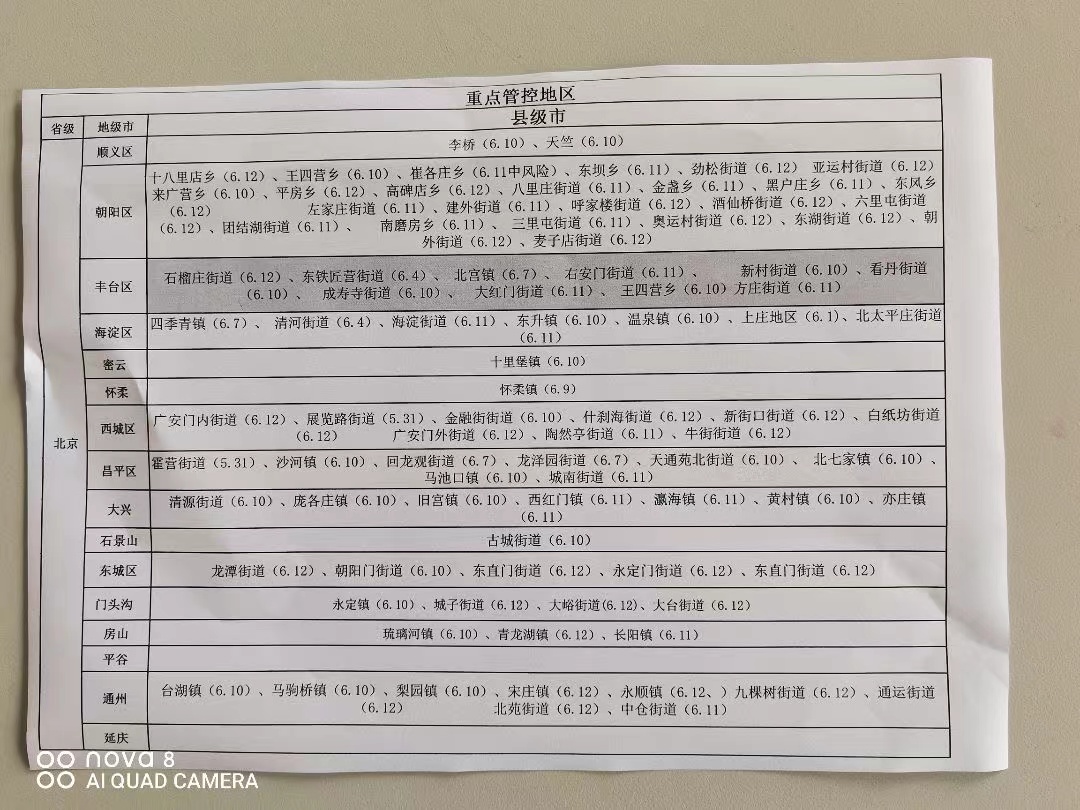 重点管控地区
省级 地级市 县级市
顺义区 李桥（6.10）、天竺（6.10）
朝阳区
十八里店乡（6.12）、王四营乡（6.10）、崔各庄乡（6.11中风险）、东坝乡（6.11）、劲松街道（6.12） 亚运村街道（6.12）
来广营乡（6.10）、平房乡（6.12）、高碑店乡（6.12）、八里庄街道（6.11）、金盏乡（6.11）、黑户庄乡（6.11）、东风乡
（6.12） 左家庄街道（6.11）、建外街道（6.11）、呼家楼街道（6.12）、酒仙桥街道（6.12）、六里屯街道
（6.12）、团结湖街道（6.11）、 南磨房乡（6.11）、 三里屯街道（6.11）、奥运村街道（6.12）、东湖街道（6.12）、朝
外街道（6.12）、麦子店街道（6.12）
丰台区
石榴庄街道（6.12）、东铁匠营街道（6.4）、 北宫镇（6.7）、 右安门街道（6.11）、 新村街道（6.10）、看丹街道
（6.10）、 成寿寺街道（6.10）、 大红门街道（6.11）、 王四营乡（6.10）方庄街道（6.11）
海淀区
四季青镇（6.7）、 清河街道（6.4）、海淀街道（6.11）、东升镇（6.10）、温泉镇（6.10）、上庄地区（6.1)、北太平庄街道
（6.11）
密云 十里堡镇（6.10）
怀柔 怀柔镇（6.9）
北京
西城区
广安门内街道（6.12）、展览路街道（5.31）、金融街街道（6.10）、什刹海街道（6.12）、新街口街道（6.12）、白纸坊街道
（6.12） 广安门外街道（6.12）、陶然亭街道（6.11）、牛街街道（6.12）
昌平区
霍营街道（5.31）、沙河镇（6.10）、回龙观街道（6.7）、龙泽园街道（6.7）、天通苑北街道（6.10）、 北七家镇（6.10）、
马池口镇（6.10）、城南街道（6.11）
大兴
清源街道（6.10）、庞各庄镇（6.10）、旧宫镇（6.10）、西红门镇（6.11）、瀛海镇（6.11）、黄村镇（6.10）、亦庄镇
（6.11）
石景山 古城街道（6.10）
东城区 龙潭街道（6.12）、朝阳门街道（6.10）、东直门街道（6.12）、永定门街道（6.12）、东直门街道（6.12）
门头沟 永定镇（6.10）、城子街道（6.12）、大峪街道(6.12)、大台街道（6.12）
房山 琉璃河镇（6.10）、青龙湖镇（6.12）、长阳镇（6.11）
平谷
通州
台湖镇（6.10）、马驹桥镇（6.10）、梨园镇（6.10）、宋庄镇（6.12）、永顺镇（6.12、）九棵树街道（6.12）、通运街道
（6.12） 北苑街道（6.12）、中仓街道（6.11）
延庆
nova 8
AI QUAD CAMERA